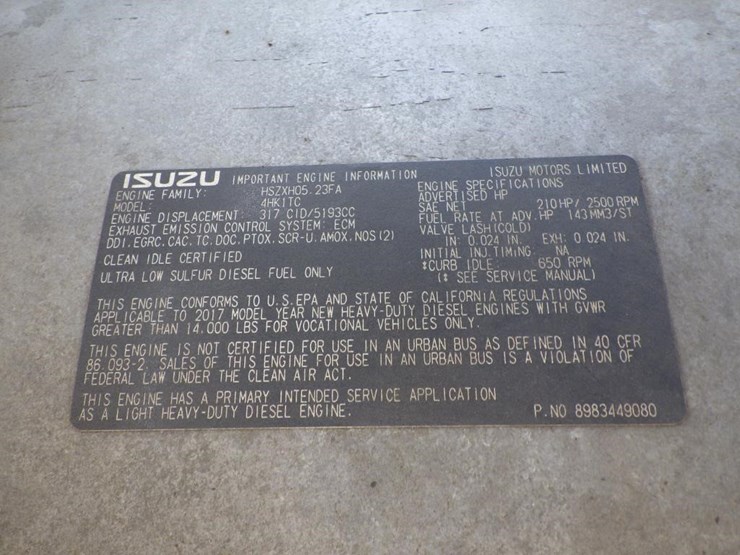 ISUZU IMPORTANT ENGINE INFORMATION ISUZU MOTORS LIMITED
ENGINE FAMILY: HSZXH05.23FA
MODEL: 4HK1TC
ENGINE DISPLACEMENT: 317 CID/5193CC
EXHAUST EMISSION CONTROL SYSTEM: ECM
DDI, EGRC, CAC, TC, DOC, PTOX, SCR-U, AMOX, NOS(2)
CLEAN IDLE CERTIFIED
ULTRA LOW SULFUR DIESEL FUEL ONLY
ENGINE SPECIFICATIONS
ADVERTISED HP
SAE NET 210HP/ 2500RPM
FUEL RATE AT ADV. HP 143MM3/ST
VALVE LASH(COLD)
IN: 0.024 IN. EXH: 0.024 IN.
INITIAL INJ.TIMING: NA
*CURB IDLE: 650 RPM
(* SEE SERVICE MANUAL)
THIS ENGINE CONFORMS TO U.S.EPA AND STATE OF CALIFORNIA REGULATIONS
APPLICABLE TO 2017 MODEL YEAR NEW HEAVY-DUTY DIESEL ENGINES WITH GVWR
GREATER THAN 14,000 LBS FOR VOCATIONAL VEHICLES ONLY.
THIS ENGINE IS NOT CERTIFIED FOR USE IN AN URBAN BUS AS DEFINED IN 40 CFR
86.093-2. SALES OF THIS ENGINE FOR USE IN AN URBAN BUS IS A VIOLATION OF
FEDERAL LAW UNDER THE CLEAN AIR ACT.
THIS ENGINE HAS A PRIMARY INTENDED SERVICE APPLICATION
AS A LIGHT HEAVY-DUTY DIESEL ENGINE.
P.NO 8983449080